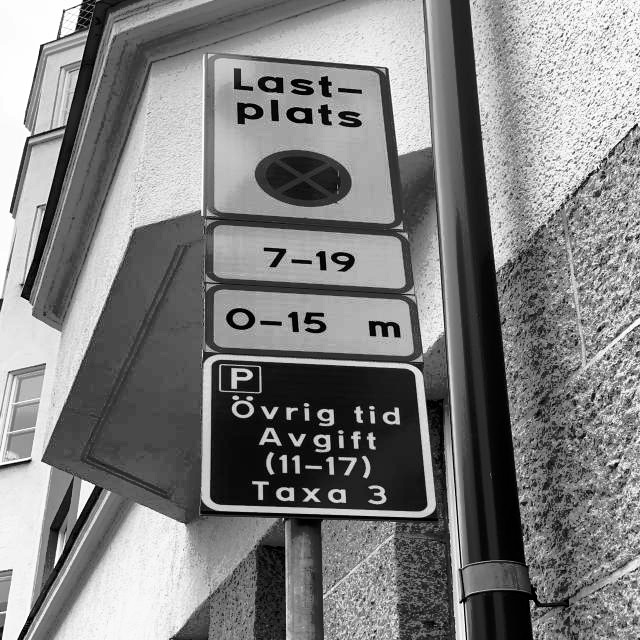 Last-
plats
7-19
0-15 m
P
Övrig tid
Avgift
(11-17)
Taxa 3